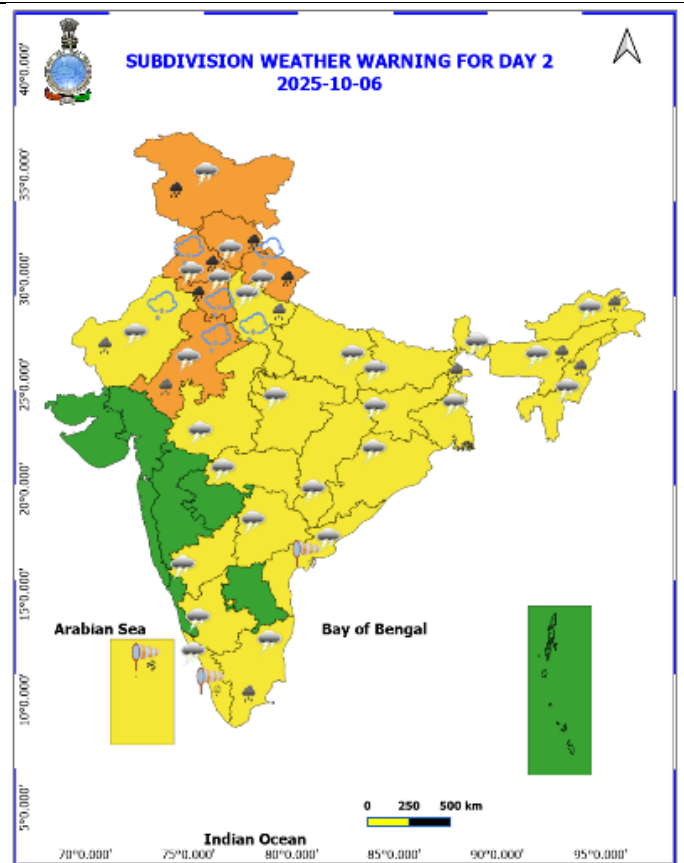 SUBDIVISION WEATHER WARNING FOR DAY 2
2025-10-06
40°0.000'
35°0.000'
30°0.000'
25°0.000'
20°0.000'
15°0.000'
10°0.000'
5°0.000'
Arabian Sea
Bay of Bengal
0 250 500 km
Indian Ocean
70°0.000' 75°0.000' 80°0.000' 85°0.000' 90°0.000' 95°0.000'